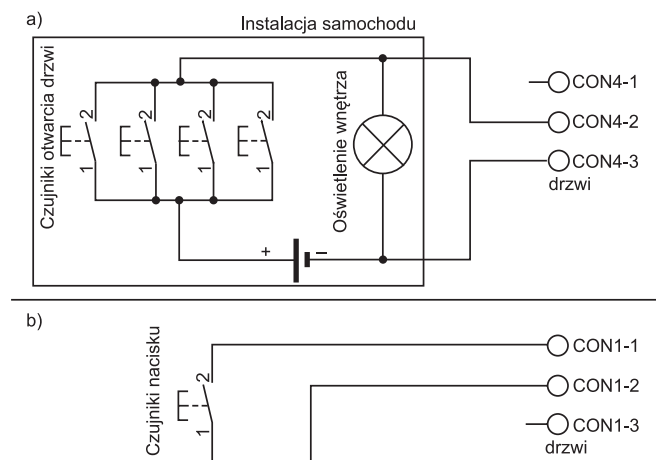 a)
Instalacja samochodu
Czujniki otwarcia drzwi
2
2
2
2
1
1
1
1
Oświetlenie wnętrza
+
–
CON4-1
CON4-2
CON4-3
drzwi
b)
Czujniki nacisku
2
1
CON1-1
CON1-2
CON1-3
drzwi